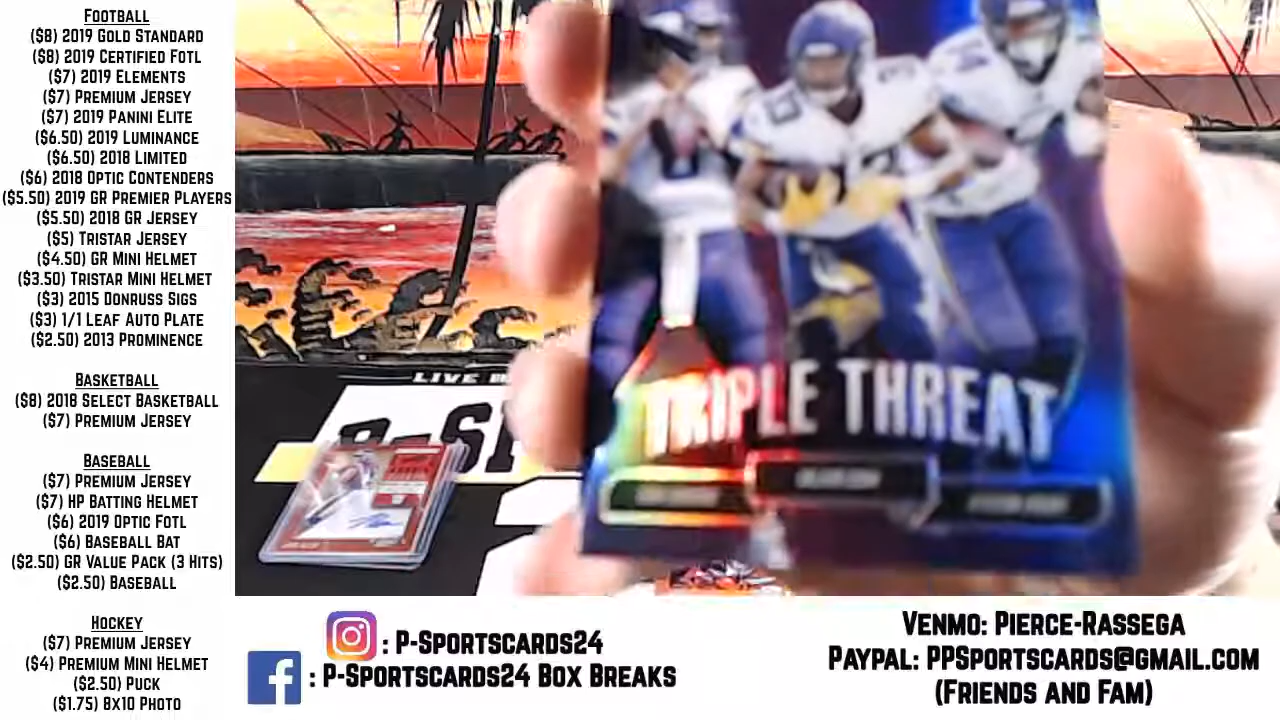 Football
($8) 2019 Gold Standard
($8) 2019 Certified Fotl
($7) 2019 Elements
($7) Premium Jersey
($7) 2019 Panini Elite
($6.50) 2019 Luminance
($6.50) 2018 Limited
($6) 2018 Optic Contenders
($5.50) 2019 GR Premier Players
($5.50) 2018 GR Jersey
($5) Tristar Jersey
($4.50) GR Mini Helmet
($3.50) Tristar Mini Helmet
($3) 2015 Donruss Sigs
($3) 1/1 Leaf Auto Plate
($2.50) 2013 Prominence
Basketball
($8) 2018 Select Basketball
($7) Premium Jersey
Baseball
($7) Premium Jersey
($7) HP Batting Helmet
($6) 2019 Optic Fotl
($6) Baseball Bat
($2.50) GR Value Pack (3 Hits)
($2.50) Baseball
Hockey
($7) Premium Jersey
($4) Premium Mini Helmet
($2.50) Puck
($1.75) 8x10 Photo
30
TRIPLE THREAT
LIVE
: P-Sportscards24
: P-Sportscards24 Box Breaks
Venmo: Pierce-Rassega
Paypal: PPSportscards@gmail.com
(Friends and Fam)